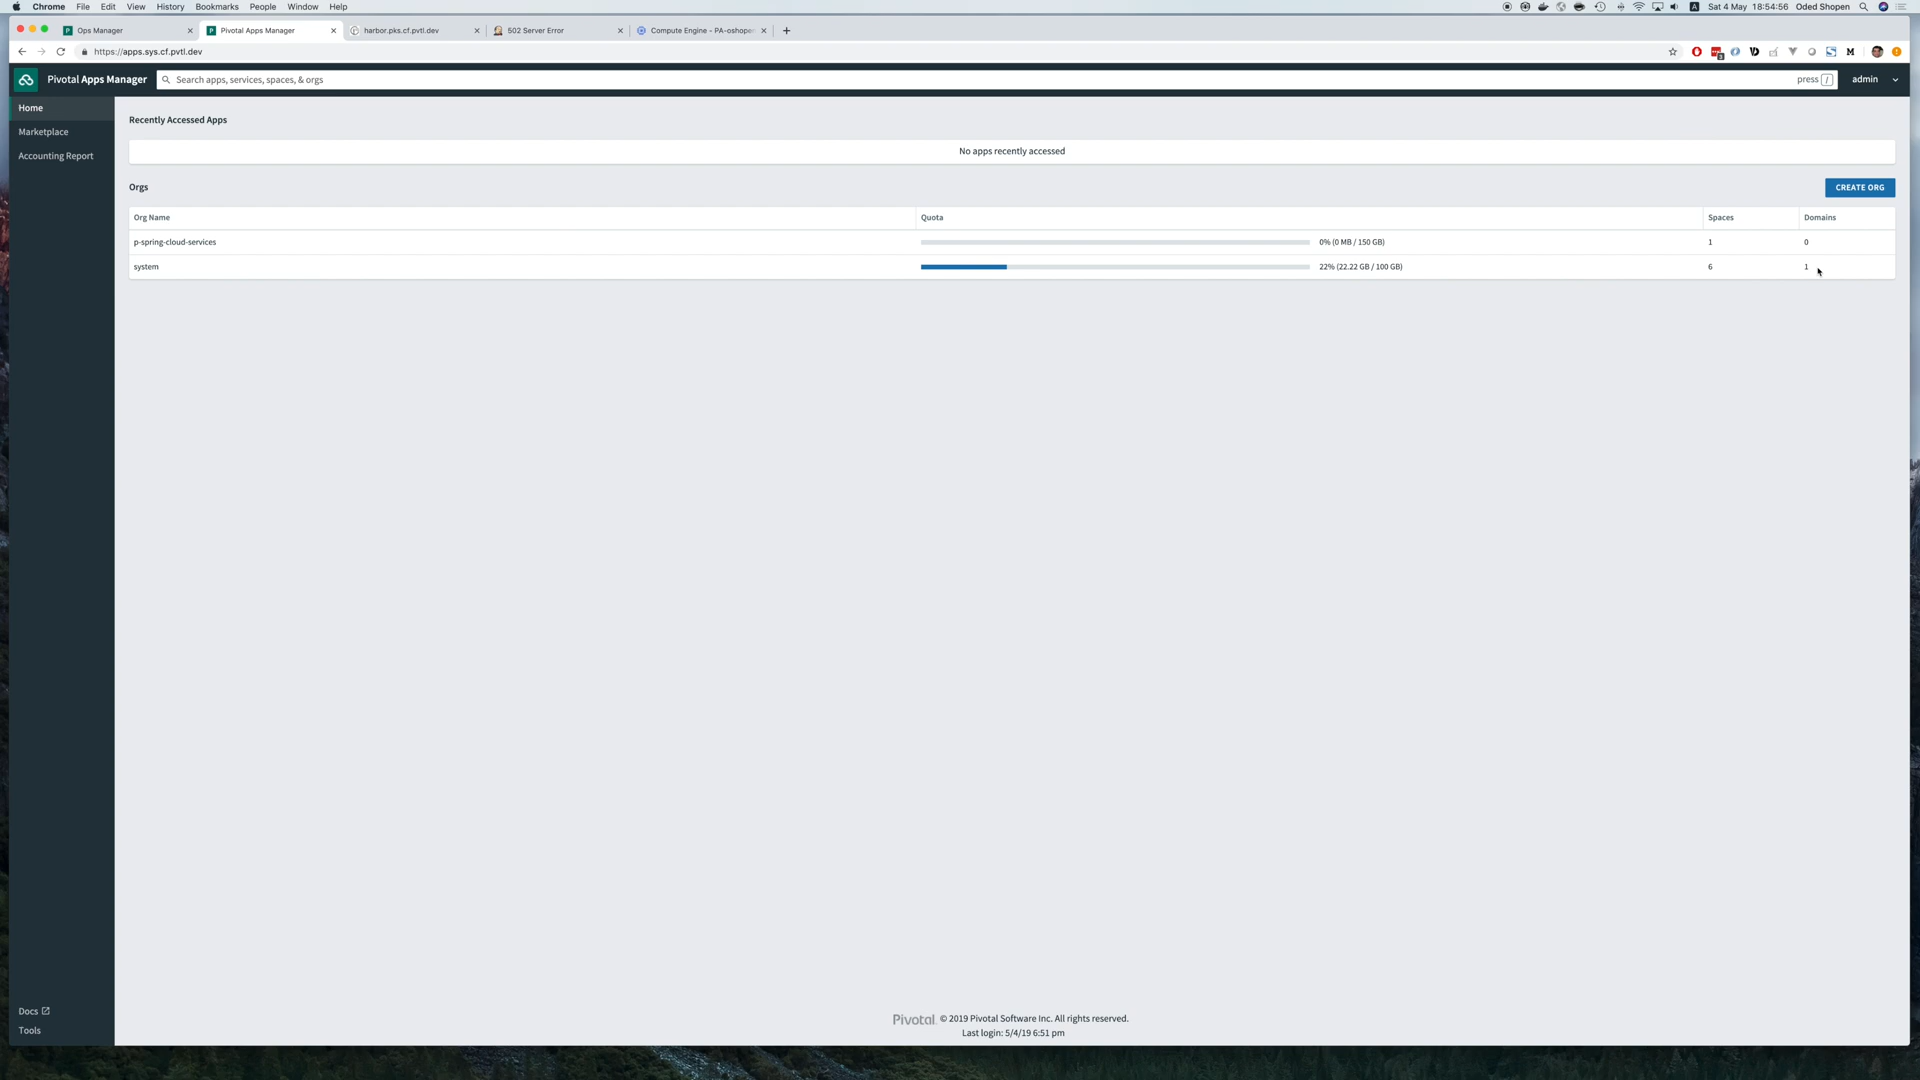 Chrome File Edit View History Bookmarks People Window Help Sat 4 May 18:54:56 Oded Shopen
Ops Manager Pivotal Apps Manager harbor.pks.cf.pvtl.dev 502 Server Error Compute Engine - PA-oshope
https://apps.sys.cf.pvtl.dev
Pivotal Apps Manager Search apps, services, spaces, & orgs press / admin
Home
Marketplace
Accounting Report
Recently Accessed Apps
No apps recently accessed
Orgs CREATE ORG
Org Name Quota Spaces Domains
p-spring-cloud-services 0% (0 MB / 150 GB) 1 0
system 22% (22.22 GB / 100 GB) 6 1
Docs
Tools
Pivotal. © 2019 Pivotal Software Inc. All rights reserved.
Last login: 5/4/19 6:51 pm